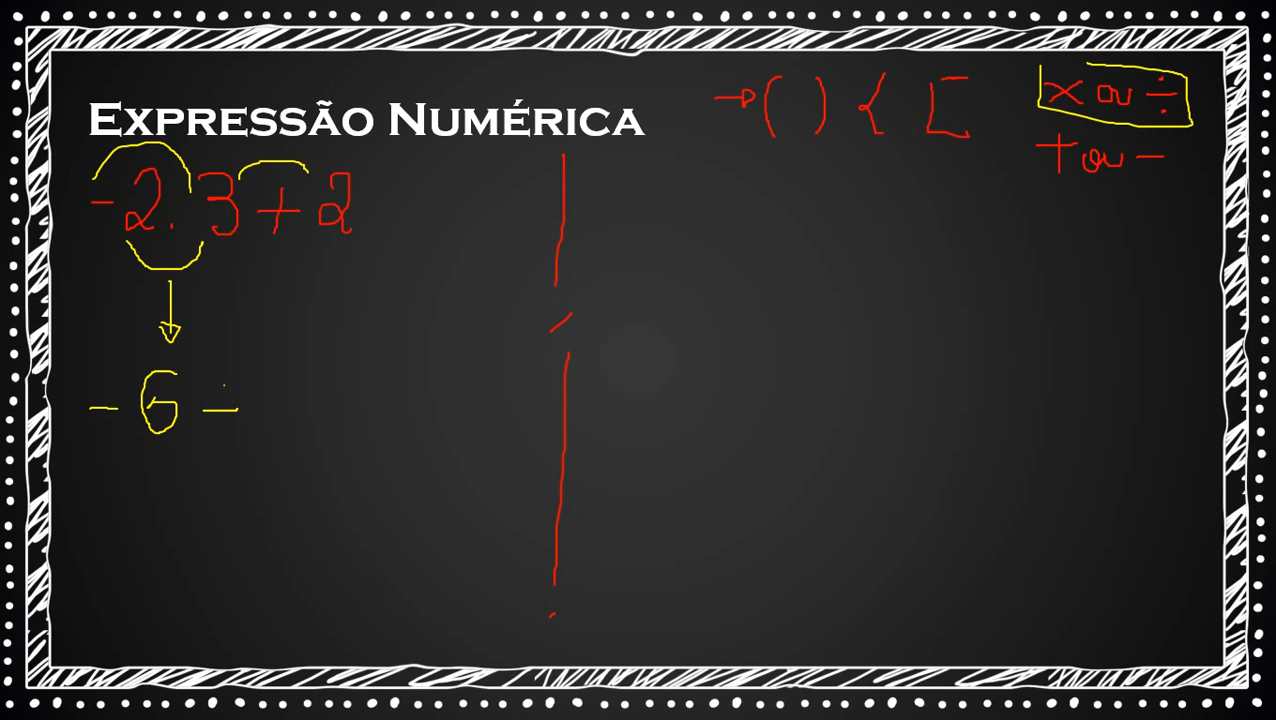 EXPRESSÃO NUMÉRICA
→ ( ) { [
x ou ÷
+ ou -
-2.3+2
- 6 -